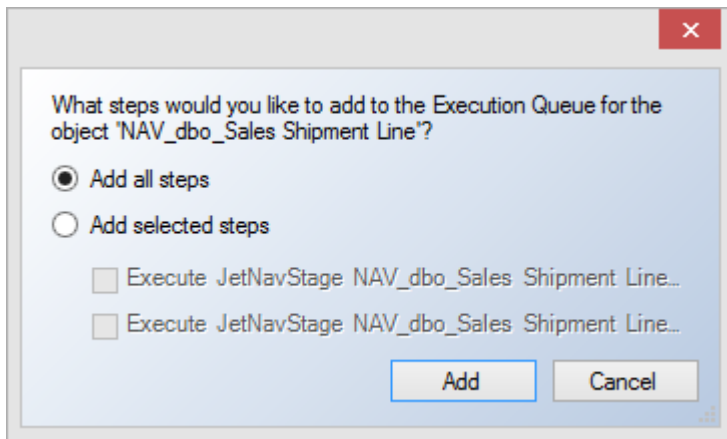 What steps would you like to add to the Execution Queue for the
object "NAV_dbo_Sales Shipment Line"?
Add all steps
Add selected steps
Execute JetNavStage NAV_dbo_Sales Shipment Line...
Execute JetNavStage NAV_dbo_Sales Shipment Line...
Add Cancel